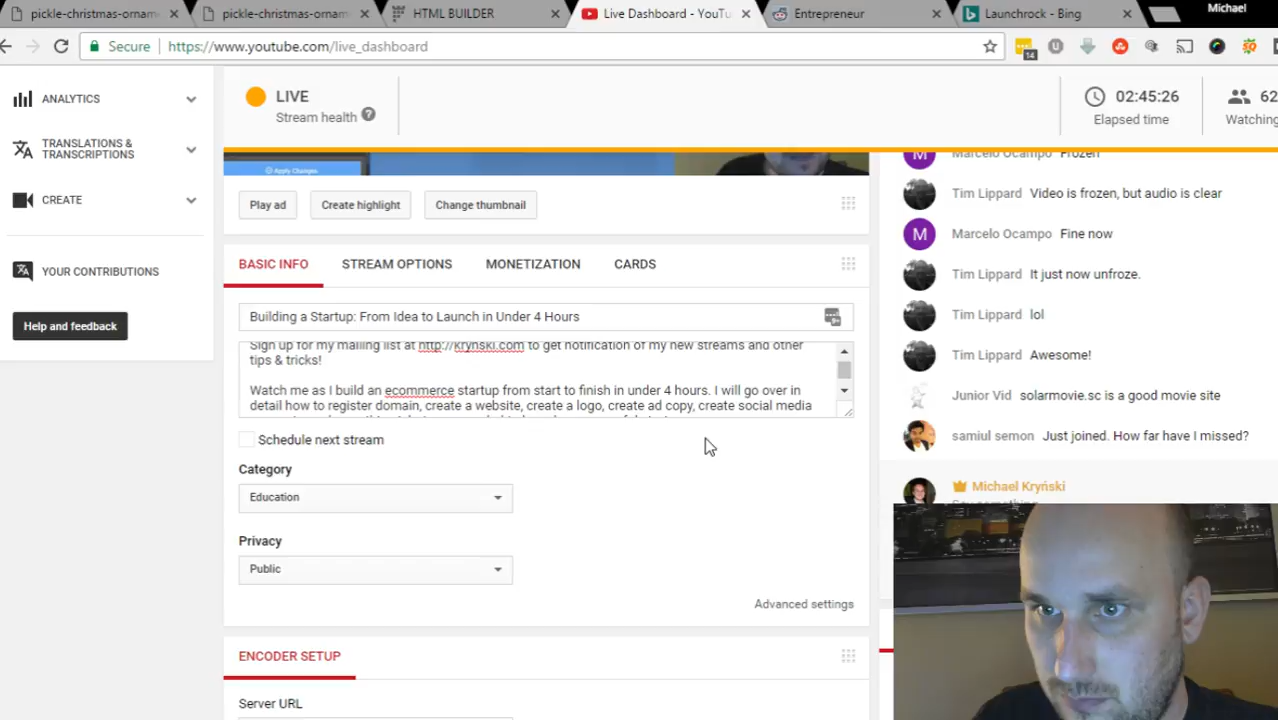 pickle-christmas-orname
pickle-christmas-orname
HTML BUILDER
Live Dashboard - YouTu
Entrepreneur
Launchrock - Bing
Michael
Secure
https://www.youtube.com/live_dashboard
14
ANALYTICS
TRANSLATIONS &
TRANSCRIPTIONS
CREATE
YOUR CONTRIBUTIONS
Help and feedback
LIVE
Stream health
02:45:26
Elapsed time
62
Watching
Apply Changes
Play ad
Create highlight
Change thumbnail
BASIC INFO
STREAM OPTIONS
MONETIZATION
CARDS
Building a Startup: From Idea to Launch in Under 4 Hours
Sign up for my mailing list at http://krynski.com to get notification of my new streams and other
tips & tricks!
Watch me as I build an ecommerce startup from start to finish in under 4 hours. I will go over in
detail how to register domain, create a website, create a logo, create ad copy, create social media
Schedule next stream
Category
Education
Privacy
Public
Advanced settings
ENCODER SETUP
Server URL
Marcelo Ocampo Frozen
Tim Lippard Video is frozen, but audio is clear
M Marcelo Ocampo Fine now
Tim Lippard It just now unfroze.
Tim Lippard lol
Tim Lippard Awesome!
Junior Vid solarmovie.sc is a good movie site
samiul semon Just joined. How far have I missed?
Michael Kryński
Say something